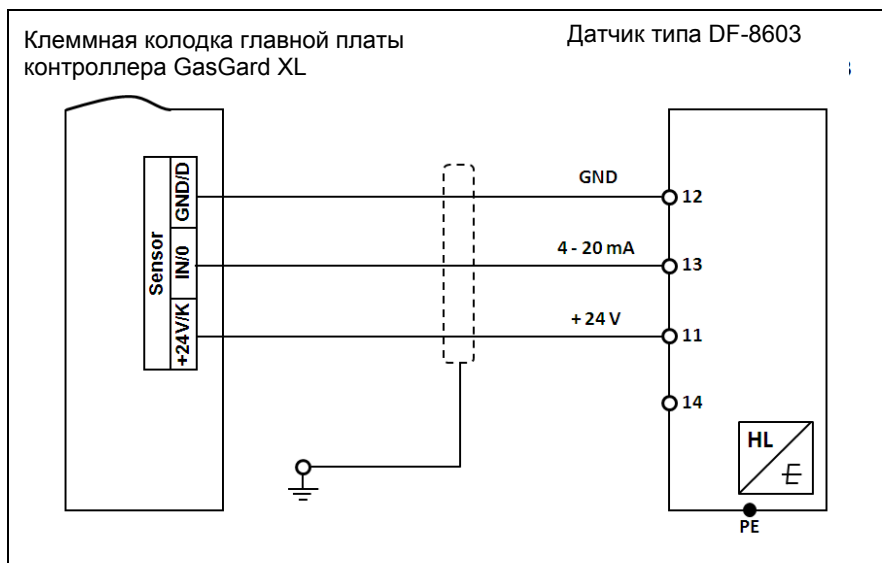 Клеммная колодка главной платы
контроллера GasGard XL
Датчик типа DF-8603
Sensor
GND/D
IN/0
+24V/K
GND
4 - 20 mA
+ 24 V
12
13
11
14
HL
E
PE